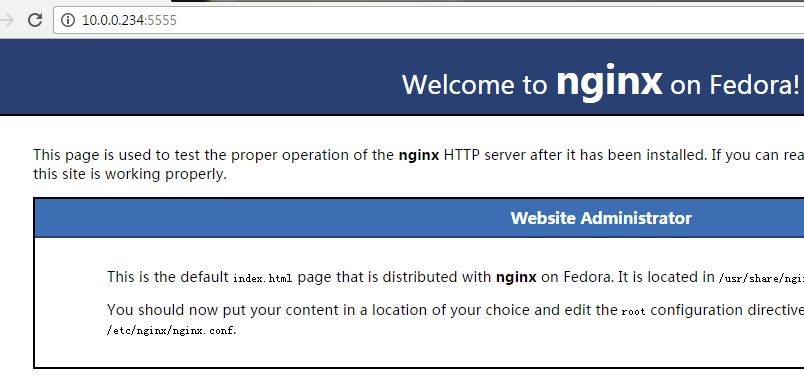 10.0.0.234:5555
Welcome to nginx on Fedora!
This page is used to test the proper operation of the nginx HTTP server after it has been installed. If you can rea
this site is working properly.
Website Administrator
This is the default index.html page that is distributed with nginx on Fedora. It is located in /usr/share/ngi
You should now put your content in a location of your choice and edit the root configuration directive
/etc/nginx/nginx.conf.